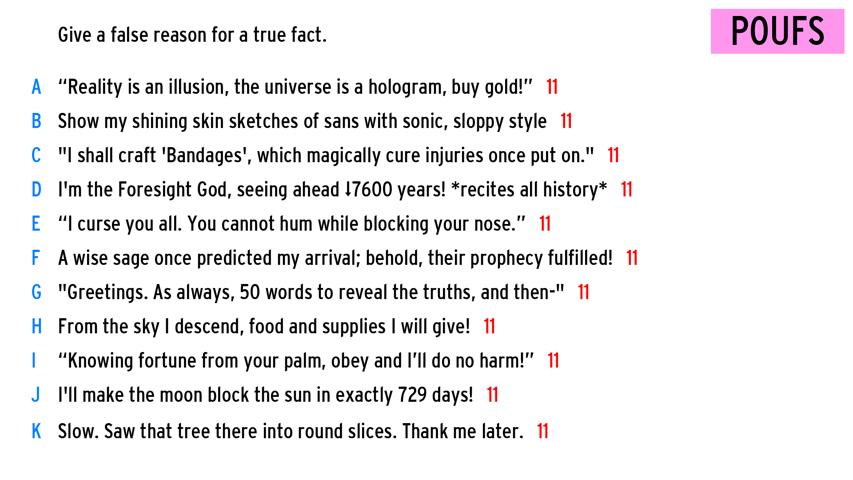 Give a false reason for a true fact.
POUFS
A “Reality is an illusion, the universe is a hologram, buy gold!” 11
B Show my shining skin sketches of sans with sonic, sloppy style 11
C "I shall craft 'Bandages', which magically cure injuries once put on." 11
D I'm the Foresight God, seeing ahead ↓7600 years! *recites all history* 11
E “I curse you all. You cannot hum while blocking your nose.” 11
F A wise sage once predicted my arrival; behold, their prophecy fulfilled! 11
G "Greetings. As always, 50 words to reveal the truths, and then-" 11
H From the sky I descend, food and supplies I will give! 11
I “Knowing fortune from your palm, obey and I’ll do no harm!” 11
J I'll make the moon block the sun in exactly 729 days! 11
K Slow. Saw that tree there into round slices. Thank me later. 11